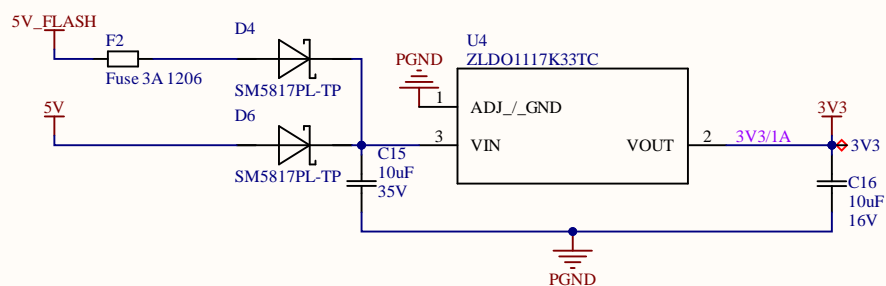 5V_FLASH
F2
Fuse 3A 1206
D4
SM5817PL-TP
5V
D6
SM5817PL-TP
C15
10uF
35V
PGND
U4
ZLDO1117K33TC
1
ADJ_/_GND
3
VIN
VOUT
2
3V3/1A
3V3
3V3
C16
10uF
16V
PGND